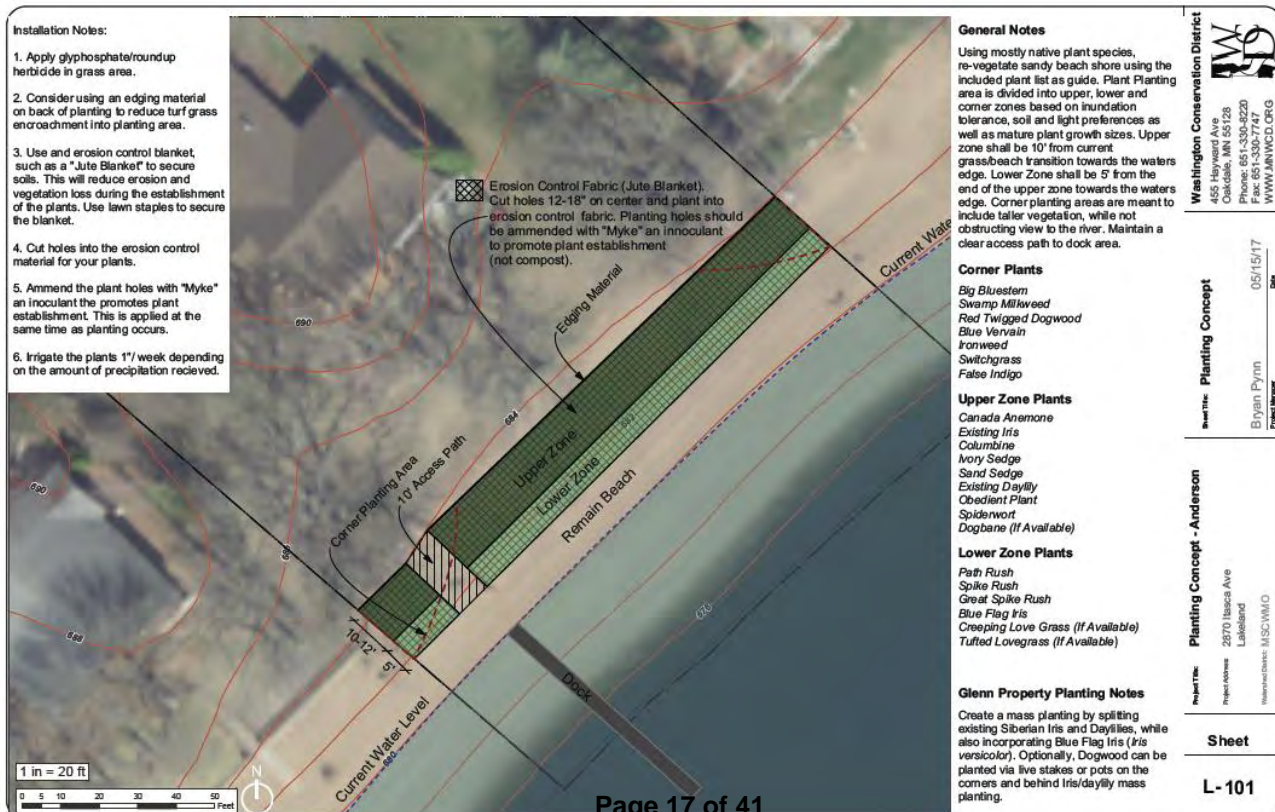 Installation Notes:
1. Apply glyphosphate/roundup
herbicide in grass area.
2. Consider using an edging material
on back of planting to reduce turf grass
encroachment into planting area.
3. Use and erosion control blanket,
such as a "Jute Blanket" to secure
soils. This will reduce erosion and
vegetation loss during the establishment
of the plants. Use lawn staples to secure
the blanket.
4. Cut holes into the erosion control
material for your plants.
5. Ammend the plant holes with "Myke"
an inoculant the promotes plant
establishment. This is applied at the
same time as planting occurs.
6. Irrigate the plants 1"/ week depending
on the amount of precipitation recieved.
Erosion Control Fabric (Jute Blanket).
Cut holes 12-18" on center and plant into
erosion control fabric. Planting holes should
be ammended with "Myke" an innoculant
to promote plant establishment
(not compost).
Edging Material
Current Wate
690
684
683
Upper Zone
Lower Zone
Remain Beach
10' Access Path
Corner Planting Area
690
686
688
10-12'
5'
Dock
Current Water Level
680
670
1 in = 20 ft
0 5 10 20 30 40 50
Feet
N
Page 17 of 41
General Notes
Using mostly native plant species,
re-vegetate sandy beach shore using the
included plant list as guide. Plant Planting
area is divided into upper, lower and
corner zones based on inundation
tolerance, soil and light preferences as
well as mature plant growth sizes. Upper
zone shall be 10' from current
grass/beach transition towards the waters
edge. Lower Zone shall be 5' from the
end of the upper zone towards the waters
edge. Corner planting areas are meant to
include taller vegetation, while not
obstructing view to the river. Maintain a
clear access path to dock area.
Corner Plants
Big Bluestem
Swamp Milkweed
Red Twigged Dogwood
Blue Vervain
Ironweed
Switchgrass
False Indigo
Upper Zone Plants
Canada Anemone
Existing Iris
Columbine
Ivory Sedge
Sand Sedge
Existing Daylily
Obedient Plant
Spiderwort
Dogbane (If Available)
Lower Zone Plants
Path Rush
Spike Rush
Great Spike Rush
Blue Flag Iris
Creeping Love Grass (If Available)
Tufted Lovegrass (If Available)
Glenn Property Planting Notes
Create a mass planting by splitting
existing Siberian Iris and Daylilies, while
also incorporating Blue Flag Iris (Iris
versicolor). Optionally, Dogwood can be
planted via live stakes or pots on the
corners and behind Iris/daylily mass
planting.
Washington Conservation District
WCD
455 Hayward Ave
Oakdale, MN 55128
Phone: 651-330-8220
Fax: 651-330-7747
WWW.MNWCD.ORG
Sheet Title: Planting Concept
Bryan Pynn 05/15/17
Project Manager Date
Project Title: Planting Concept - Anderson
Project Address: 2870 Itasca Ave
Lakeland
Watershed District: MSCWMO
Sheet
L-101